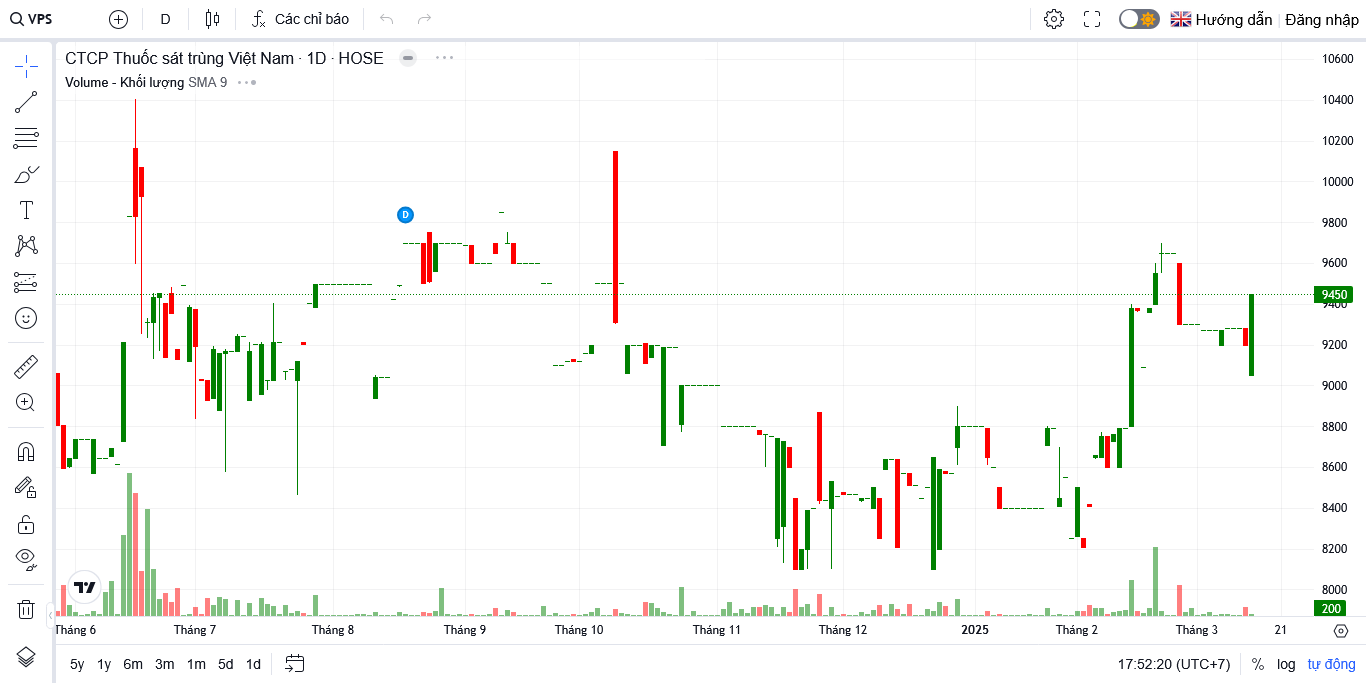 VPS D Các chỉ báo Hướng dẫn Đăng nhập
CTCP Thuốc sát trùng Việt Nam · 1D · HOSE
Volume - Khối lượng SMA 9
D
10600
10400
10200
10000
9800
9600
9450
9400
9200
9000
8800
8600
8400
8200
8000
200
Tháng 6 Tháng 7 Tháng 8 Tháng 9 Tháng 10 Tháng 11 Tháng 12 2025 Tháng 2 Tháng 3 21
5y 1y 6m 3m 1m 5d 1d 17:52:20 (UTC+7) % log tự động